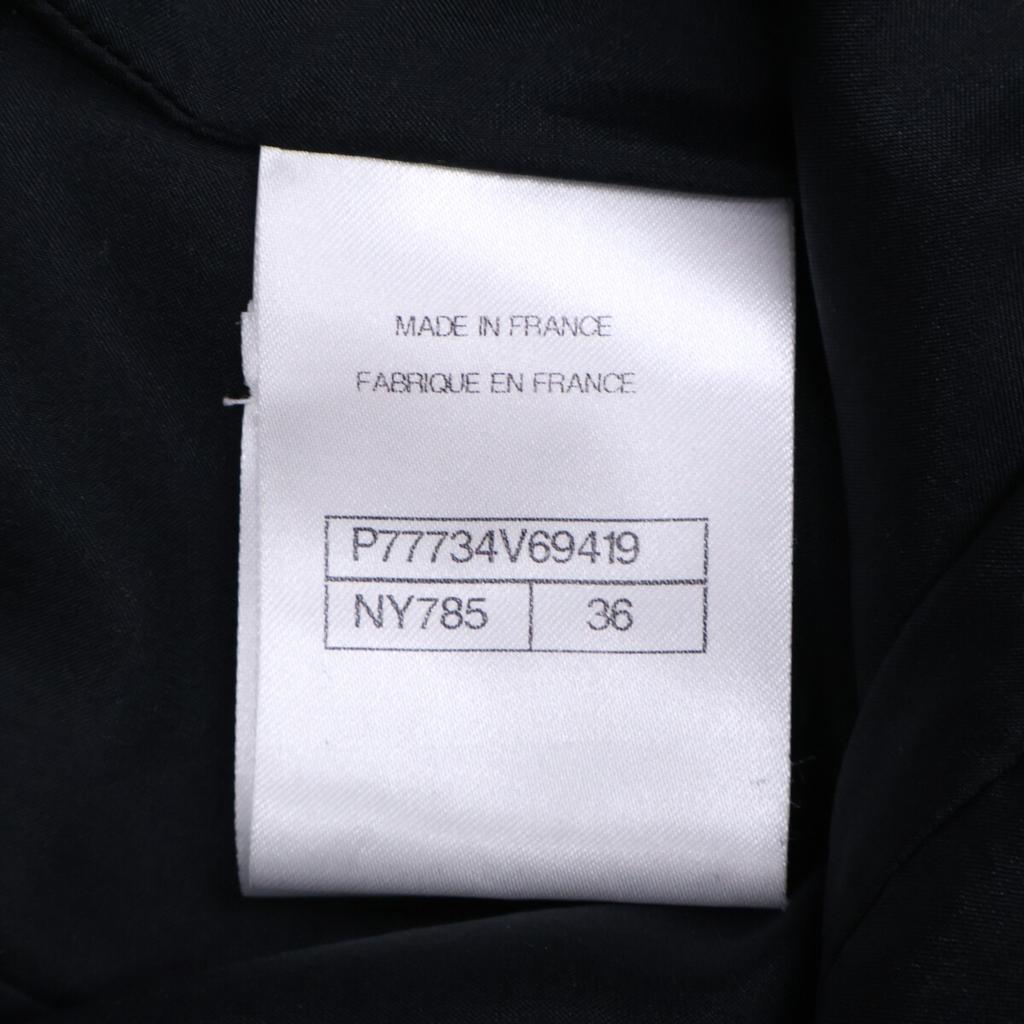 MADE IN FRANCE
FABRIQUE EN FRANCE
P77734V69419
NY785 36